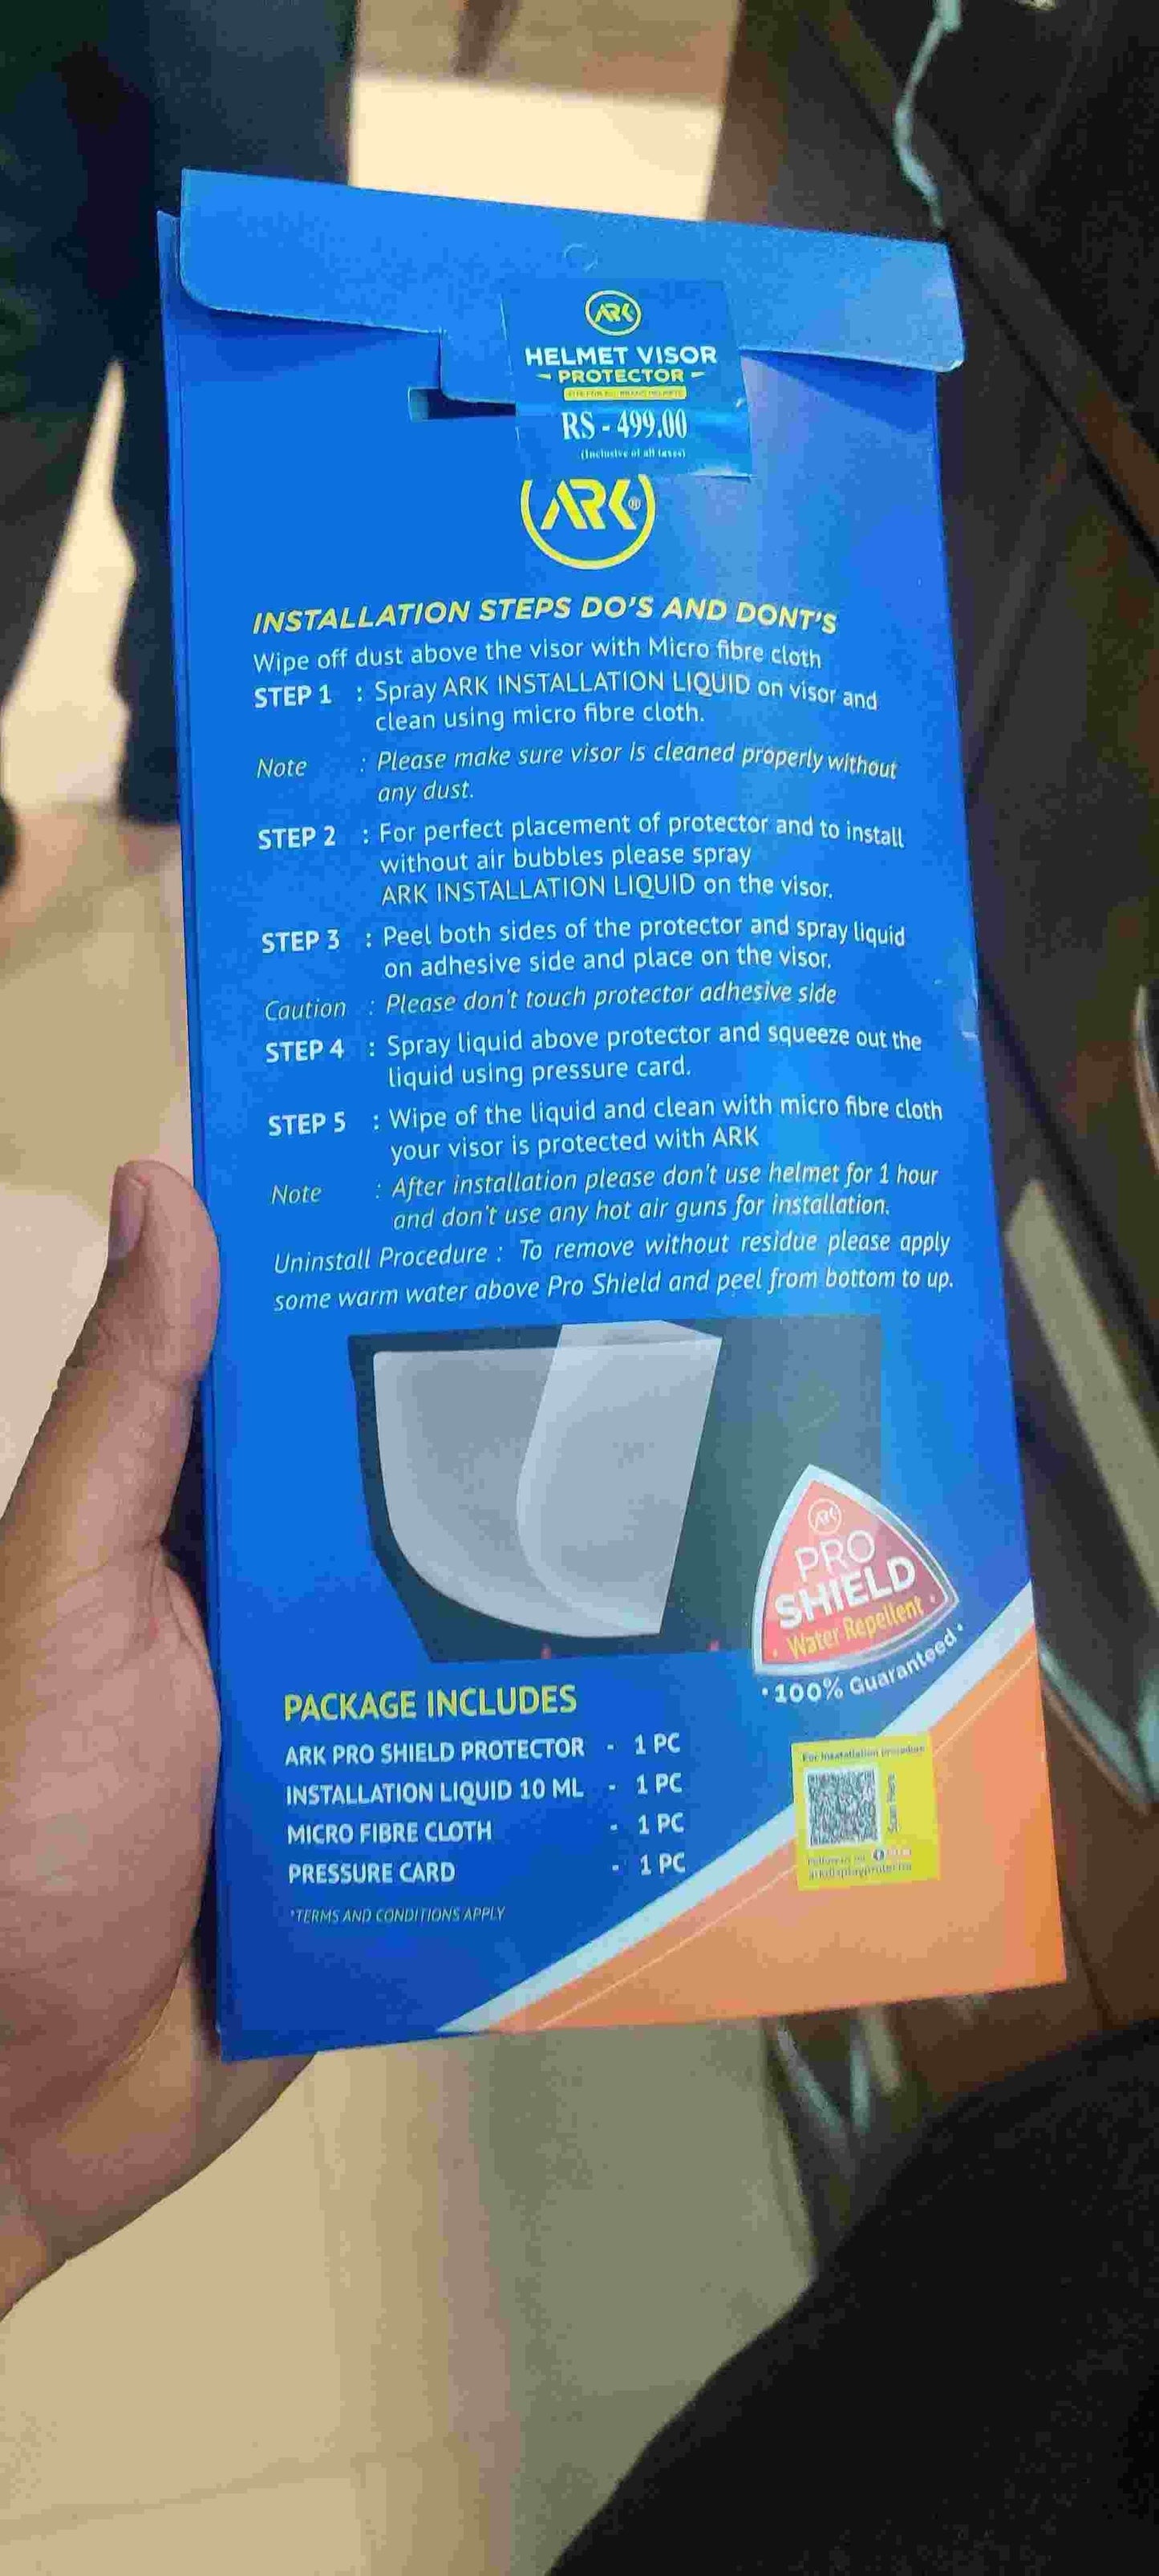 ARK
HELMET VISOR
- PROTECTOR -
RS - 499.00
(Inclusive of all taxes)
ARK®
INSTALLATION STEPS DO'S AND DONT'S
Wipe off dust above the visor with Micro fibre cloth
STEP 1 : Spray ARK INSTALLATION LIQUID on visor and
clean using micro fibre cloth.
Note : Please make sure visor is cleaned properly without
any dust.
STEP 2 : For perfect placement of protector and to install
without air bubbles please spray
ARK INSTALLATION LIQUID on the visor.
STEP 3 : Peel both sides of the protector and spray liquid
on adhesive side and place on the visor.
Caution : Please don't touch protector adhesive side
STEP 4 : Spray liquid above protector and squeeze out the
liquid using pressure card.
STEP 5 : Wipe of the liquid and clean with micro fibre cloth
your visor is protected with ARK
Note : After installation please don't use helmet for 1 hour
and don't use any hot air guns for installation.
Uninstall Procedure : To remove without residue please apply
some warm water above Pro Shield and peel from bottom to up.
ARK
PRO
SHIELD
• Water Repellent •
• 100% Guaranteed •
PACKAGE INCLUDES
ARK PRO SHIELD PROTECTOR - 1 PC
INSTALLATION LIQUID 10 ML - 1 PC
MICRO FIBRE CLOTH - 1 PC
PRESSURE CARD - 1 PC
*TERMS AND CONDITIONS APPLY
Scan Here